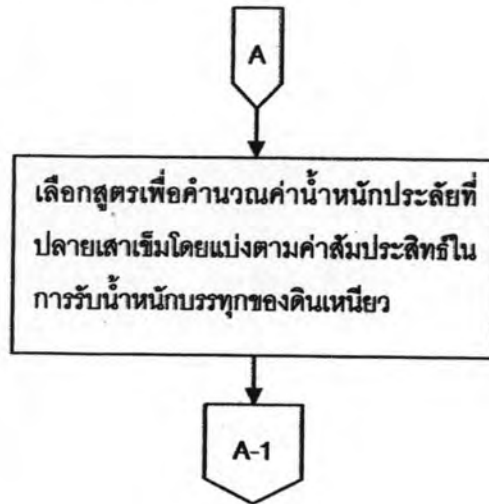 A
เลือกสูตรเพื่อคำนวณค่าน้ำหนักประลัยที่
ปลายเสาเข็มโดยแบ่งตามค่าสัมประสิทธ์ใน
การรับน้ำหนักบรรทุกของดินเหนียว
A-1